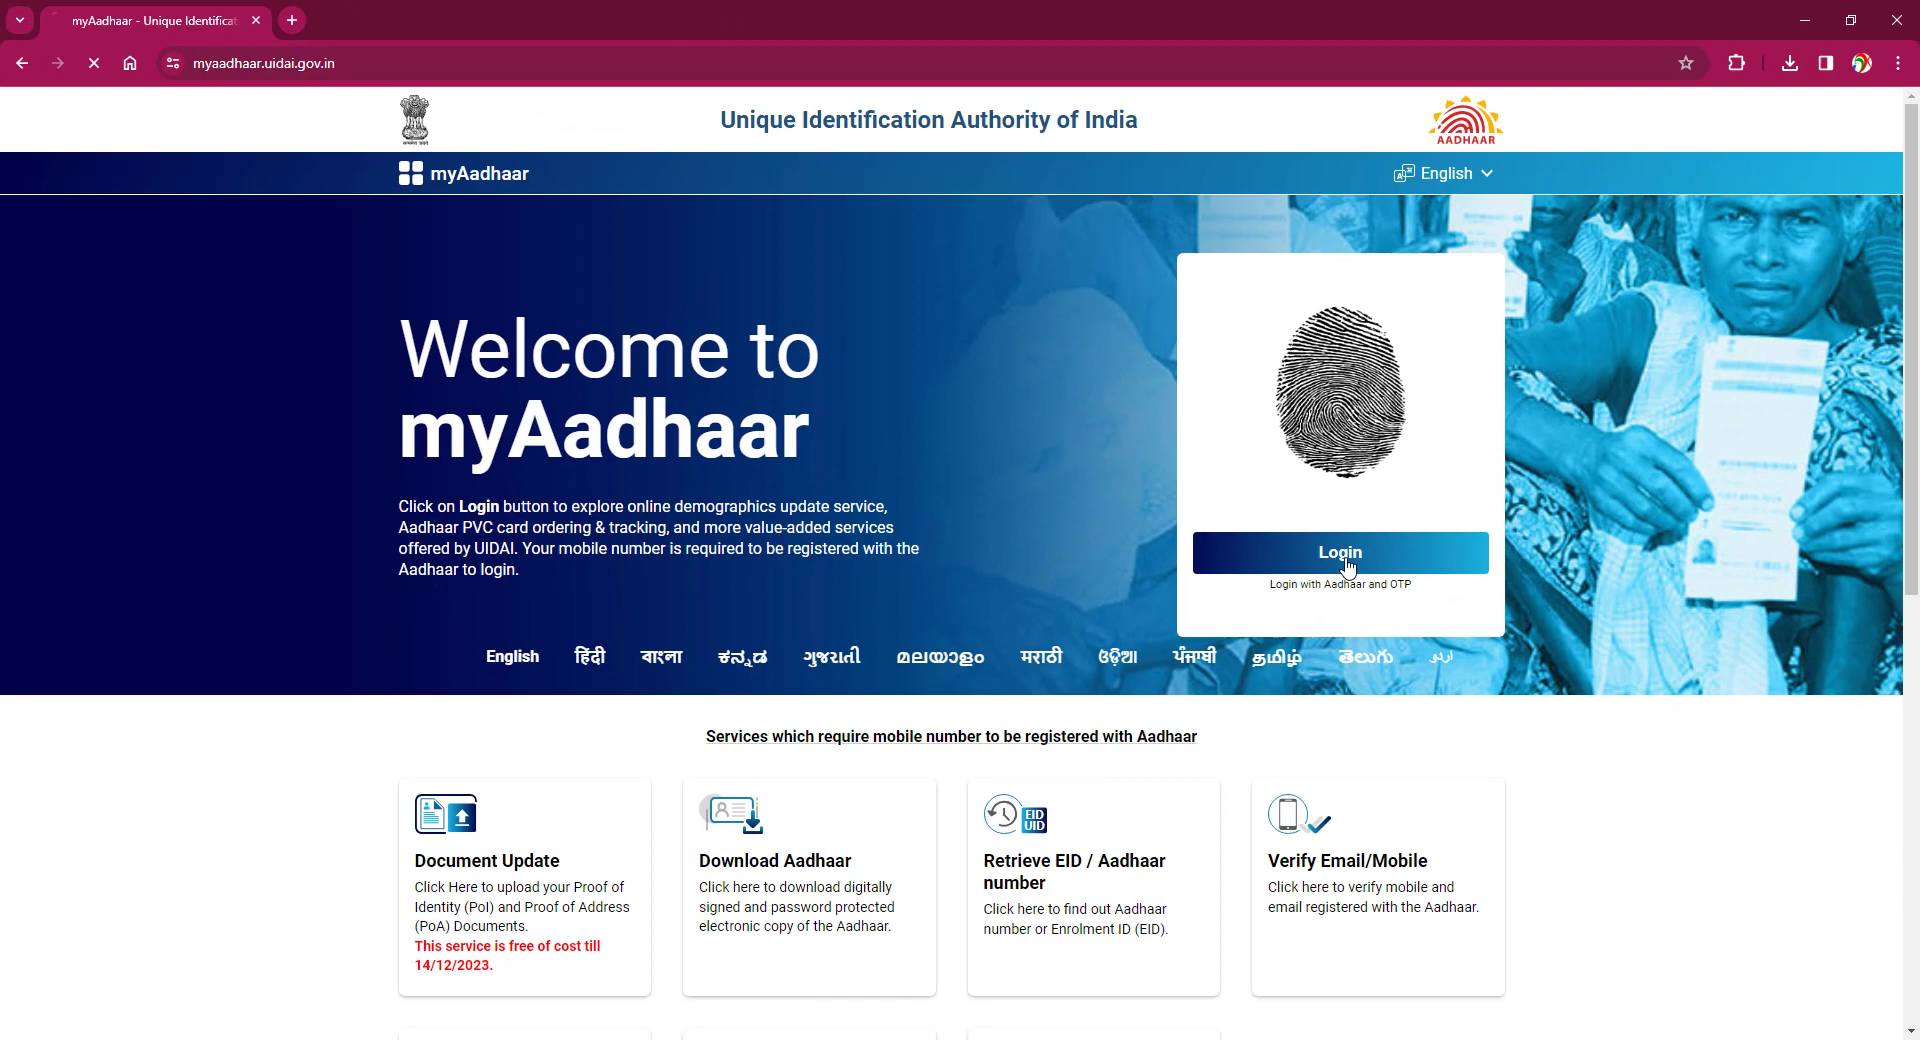 myAadhaar - Unique Identificat
myaadhaar.uidai.gov.in
Unique Identification Authority of India
AADHAAR
myAadhaar
English
Welcome to
myAadhaar
Click on Login button to explore online demographics update service,
Aadhaar PVC card ordering & tracking, and more value-added services
offered by UIDAI. Your mobile number is required to be registered with the
Aadhaar to login.
Login
Login with Aadhaar and OTP
English हिंदी বাংলা ಕನ್ನಡ ગુજરાતી മലയാളം मराठी ଓଡ଼ିଆ ਪੰਜਾਬੀ தமிழ் తెలుగు اردو
Services which require mobile number to be registered with Aadhaar
Document Update
Click Here to upload your Proof of
Identity (PoI) and Proof of Address
(PoA) Documents.
This service is free of cost till
14/12/2023.
Download Aadhaar
Click here to download digitally
signed and password protected
electronic copy of the Aadhaar.
EID
UID
Retrieve EID / Aadhaar
number
Click here to find out Aadhaar
number or Enrolment ID (EID).
Verify Email/Mobile
Click here to verify mobile and
email registered with the Aadhaar.